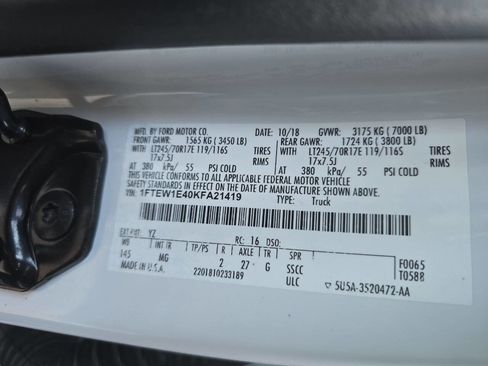 MFD. BY FORD MOTOR CO. 10/18 GVWR: 3175 KG (7000 LB)
FRONT GAWR: 1565 KG (3450 LB) 1724 KG (3800 LB)
WITH LT245/70R17E 119/116S TIRES WITH LT245/70R17E 119/116S TIRES
17x7.5J RIMS 17x7.5J RIMS
AT 380 kPa/ 55 PSI COLD AT 380 kPa/ 55 PSI COLD
THIS VEHICLE CONFORMS TO ALL APPLICABLE FEDERAL MOTOR VEHICLE
SAFETY STANDARDS IN EFFECT ON THE DATE OF MANUFACTURE SHOWN ABOVE.
VIN: 1FTEW1E40KFA21419 TYPE: Truck
EXT PNT: YZ RC: 16 DSO: F0065
WB INT TR TP/PS R AXLE TR SPR T0588
145 MG 2 27 G SSCC
MADE IN U.S.A. 2201810233189 ULC ▽ 5U5A-3520472-AA